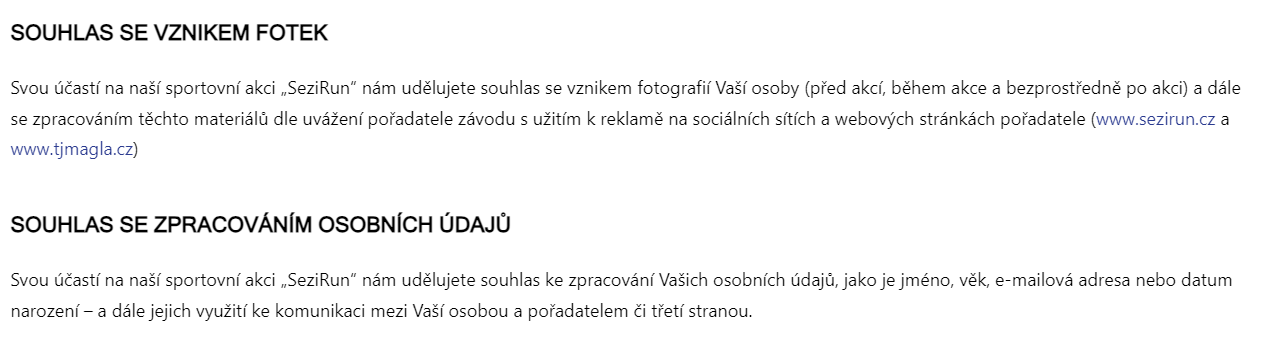 SOUHLAS SE VZNIKEM FOTEK
Svou účastí na naší sportovní akci „SeziRun“ nám udělujete souhlas se vznikem fotografií Vaší osoby (před akcí, během akce a bezprostředně po akci) a dále
se zpracováním těchto materiálů dle uvážení pořadatele závodu s užitím k reklamě na sociálních sítích a webových stránkách pořadatele (www.sezirun.cz a
www.tjmagla.cz)
SOUHLAS SE ZPRACOVÁNÍM OSOBNÍCH ÚDAJŮ
Svou účastí na naší sportovní akci „SeziRun“ nám udělujete souhlas ke zpracování Vašich osobních údajů, jako je jméno, věk, e-mailová adresa nebo datum
narození – a dále jejich využití ke komunikaci mezi Vaší osobou a pořadatelem či třetí stranou.